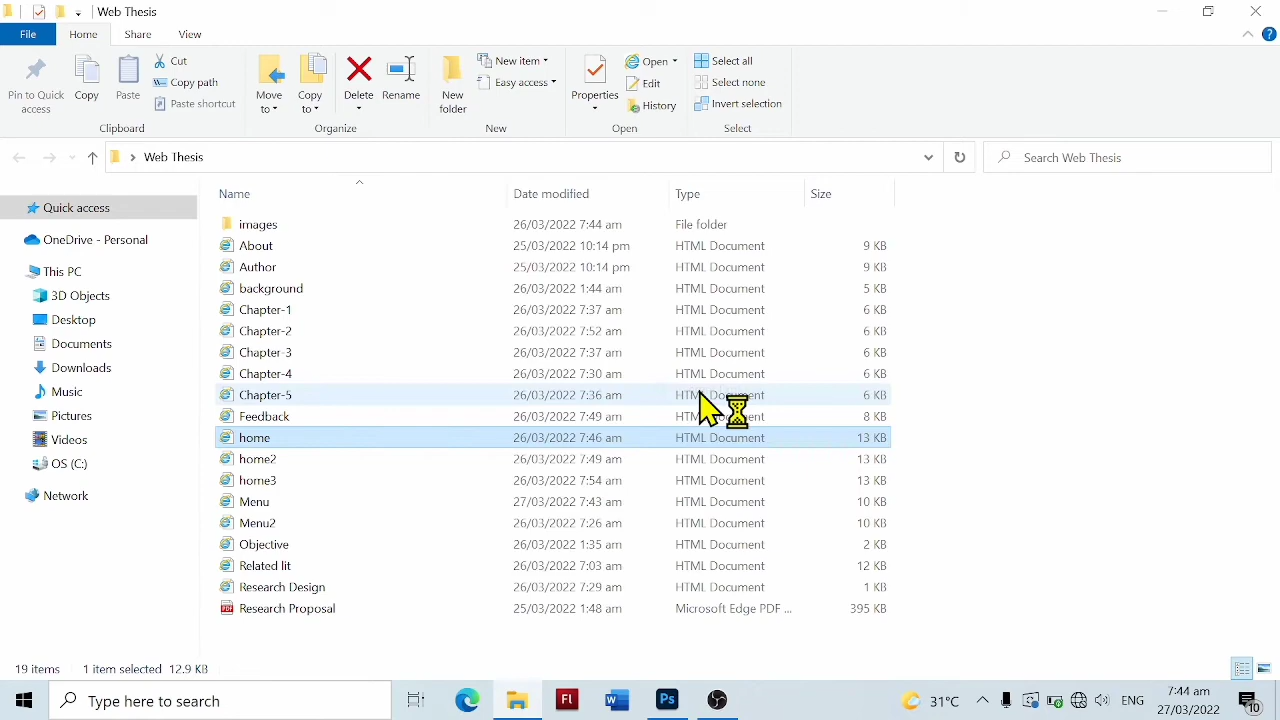 Web Thesis
File Home Share View
Pin to Quick access
Copy
Paste
Cut
Copy path
Paste shortcut
Clipboard
Move to
Copy to
Delete
Rename
Organize
New folder
New item
Easy access
New
Properties
Open
Edit
History
Open
Select all
Select none
Invert selection
Select
Web Thesis
Search Web Thesis
Quick access
OneDrive - Personal
This PC
3D Objects
Desktop
Documents
Downloads
Music
Pictures
Videos
OS (C:)
Network
Name Date modified Type Size
images 26/03/2022 7:44 am File folder
About 25/03/2022 10:14 pm HTML Document 9 KB
Author 25/03/2022 10:14 pm HTML Document 9 KB
background 26/03/2022 1:44 am HTML Document 5 KB
Chapter-1 26/03/2022 7:37 am HTML Document 6 KB
Chapter-2 26/03/2022 7:52 am HTML Document 6 KB
Chapter-3 26/03/2022 7:37 am HTML Document 6 KB
Chapter-4 26/03/2022 7:30 am HTML Document 6 KB
Chapter-5 26/03/2022 7:36 am HTML Document 6 KB
Feedback 26/03/2022 7:49 am HTML Document 8 KB
home 26/03/2022 7:46 am HTML Document 13 KB
home2 26/03/2022 7:49 am HTML Document 13 KB
home3 26/03/2022 7:54 am HTML Document 13 KB
Menu 27/03/2022 7:43 am HTML Document 10 KB
Menu2 26/03/2022 7:26 am HTML Document 10 KB
Objective 26/03/2022 1:35 am HTML Document 2 KB
Related lit 26/03/2022 7:03 am HTML Document 12 KB
Research Design 26/03/2022 7:29 am HTML Document 1 KB
Research Proposal 25/03/2022 1:48 am Microsoft Edge PDF ... 395 KB
19 items 1 item selected 12.9 KB
Type here to search
Fl
Ps
31°C
ENG
7:44 am
27/03/2022
10